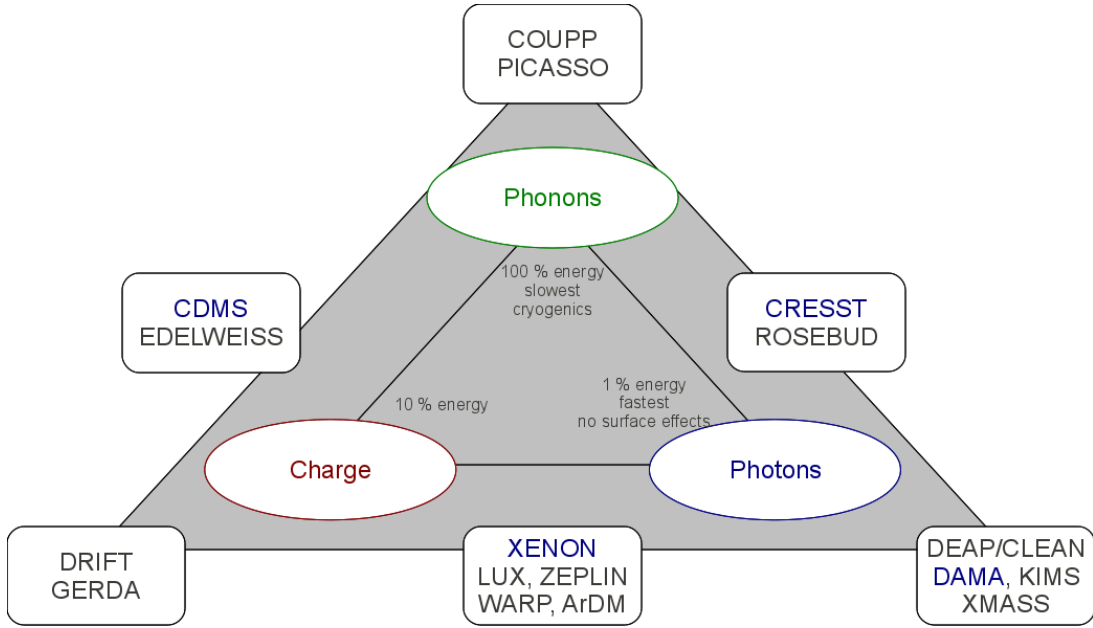 COUPP
PICASSO
Phonons
100 % energy
slowest
cryogenics
CDMS
EDELWEISS
CRESST
ROSEBUD
10 % energy
1 % energy
fastest
no surface effects
Charge
Photons
DRIFT
GERDA
XENON
LUX, ZEPLIN
WARP, ArDM
DEAP/CLEAN
DAMA, KIMS
XMASS